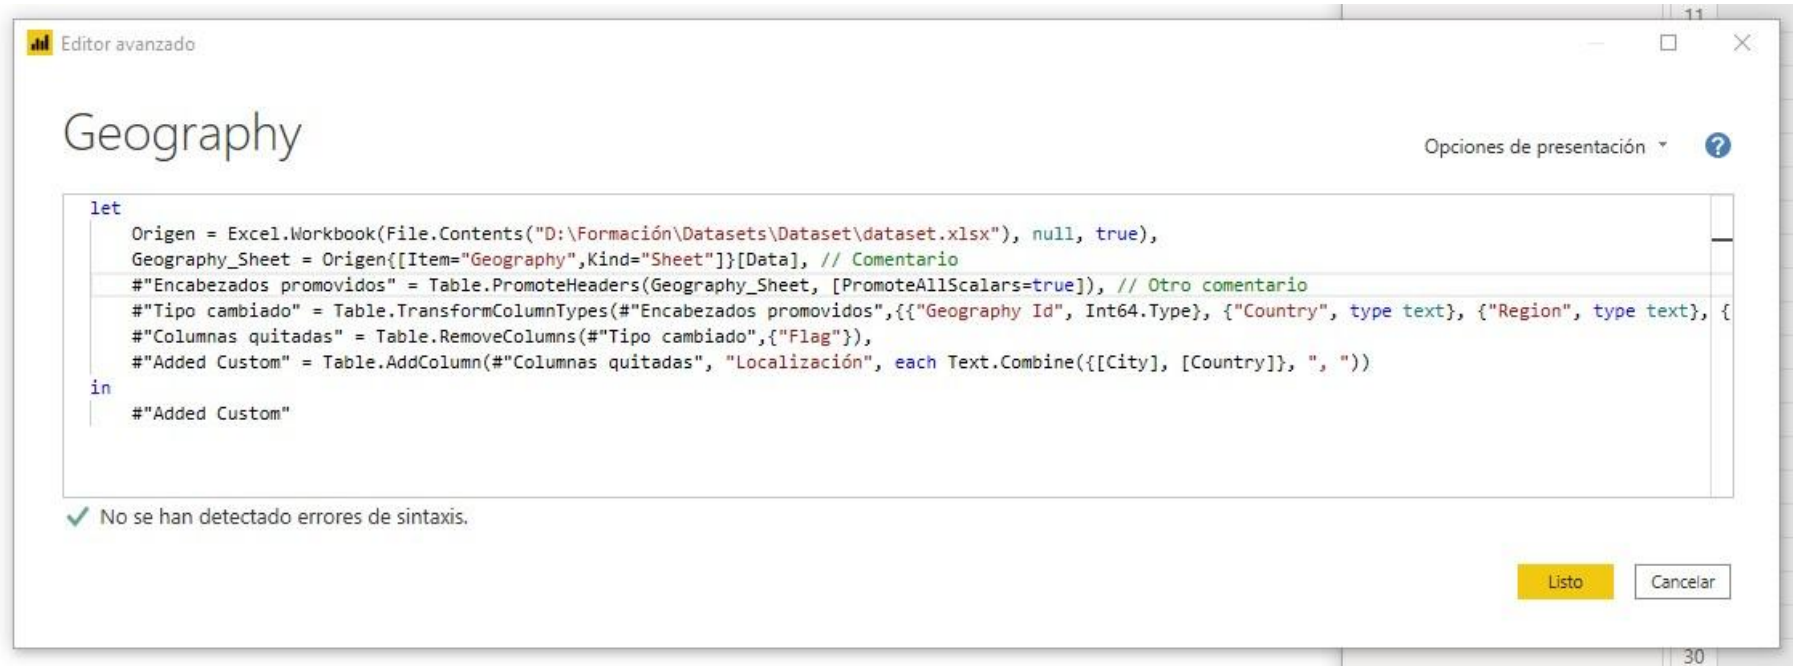 11
Editor avanzado
Geography
Opciones de presentación
?
let
Origen = Excel.Workbook(File.Contents("D:\Formación\Datasets\Dataset\dataset.xlsx"), null, true),
Geography_Sheet = Origen{[Item="Geography",Kind="Sheet"]}[Data], // Comentario
#"Encabezados promovidos" = Table.PromoteHeaders(Geography_Sheet, [PromoteAllScalars=true]), // Otro comentario
#"Tipo cambiado" = Table.TransformColumnTypes(#"Encabezados promovidos",{{"Geography Id", Int64.Type}, {"Country", type text}, {"Region", type text}, {
#"Columnas quitadas" = Table.RemoveColumns(#"Tipo cambiado",{"Flag"}),
#"Added Custom" = Table.AddColumn(#"Columnas quitadas", "Localización", each Text.Combine({[City], [Country]}, ", "))
in
#"Added Custom"
No se han detectado errores de sintaxis.
Listo
Cancelar
30